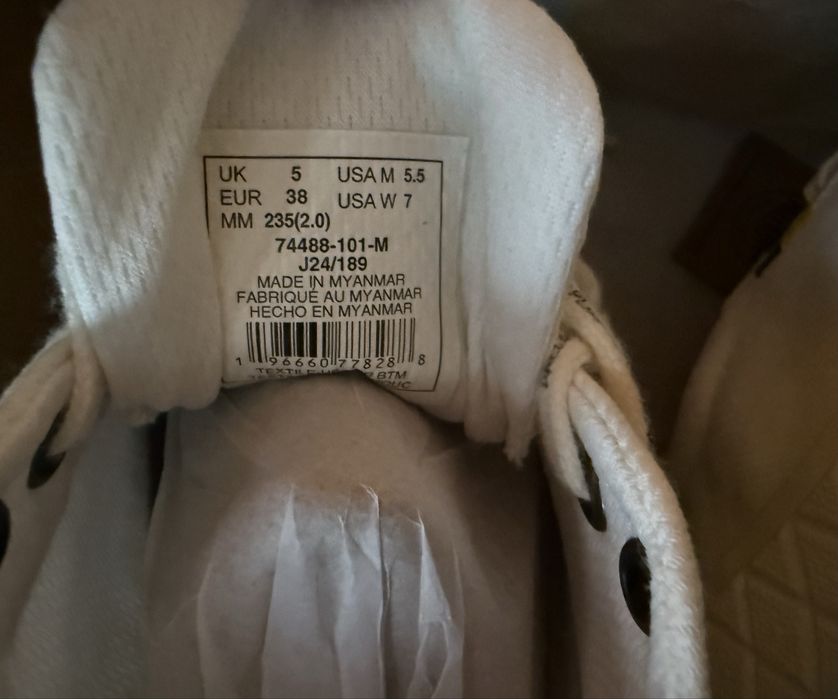 UK 5 USA M 5.5
EUR 38 USA W 7
MM 235(2.0)
74488-101-M
J24/189
MADE IN MYANMAR
FABRIQUÉ AU MYANMAR
HECHO EN MYANMAR
1 96660 77828 8
BTM